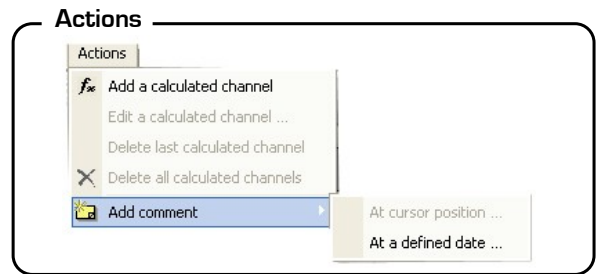 Actions
Actions
fx Add a calculated channel
Edit a calculated channel ...
Delete last calculated channel
Delete all calculated channels
Add comment
At cursor position ...
At a defined date ...